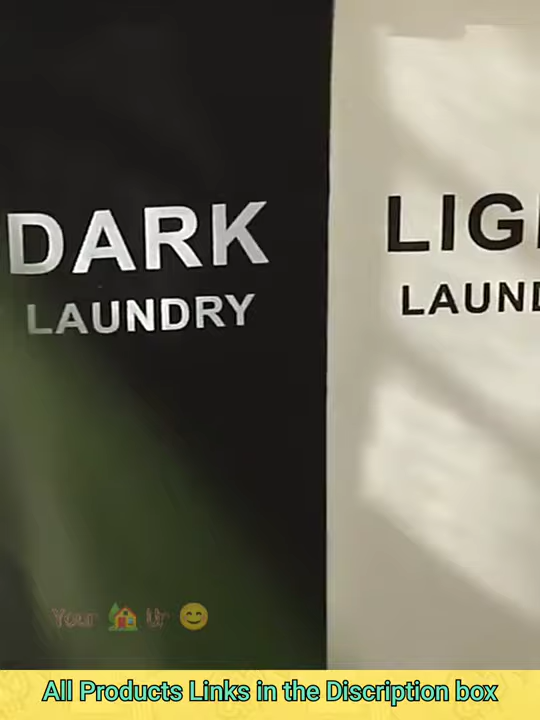 DARK
LAUNDRY
LIG
LAUND
Your 🏡 Ur 😊
All Products Links in the Discription box